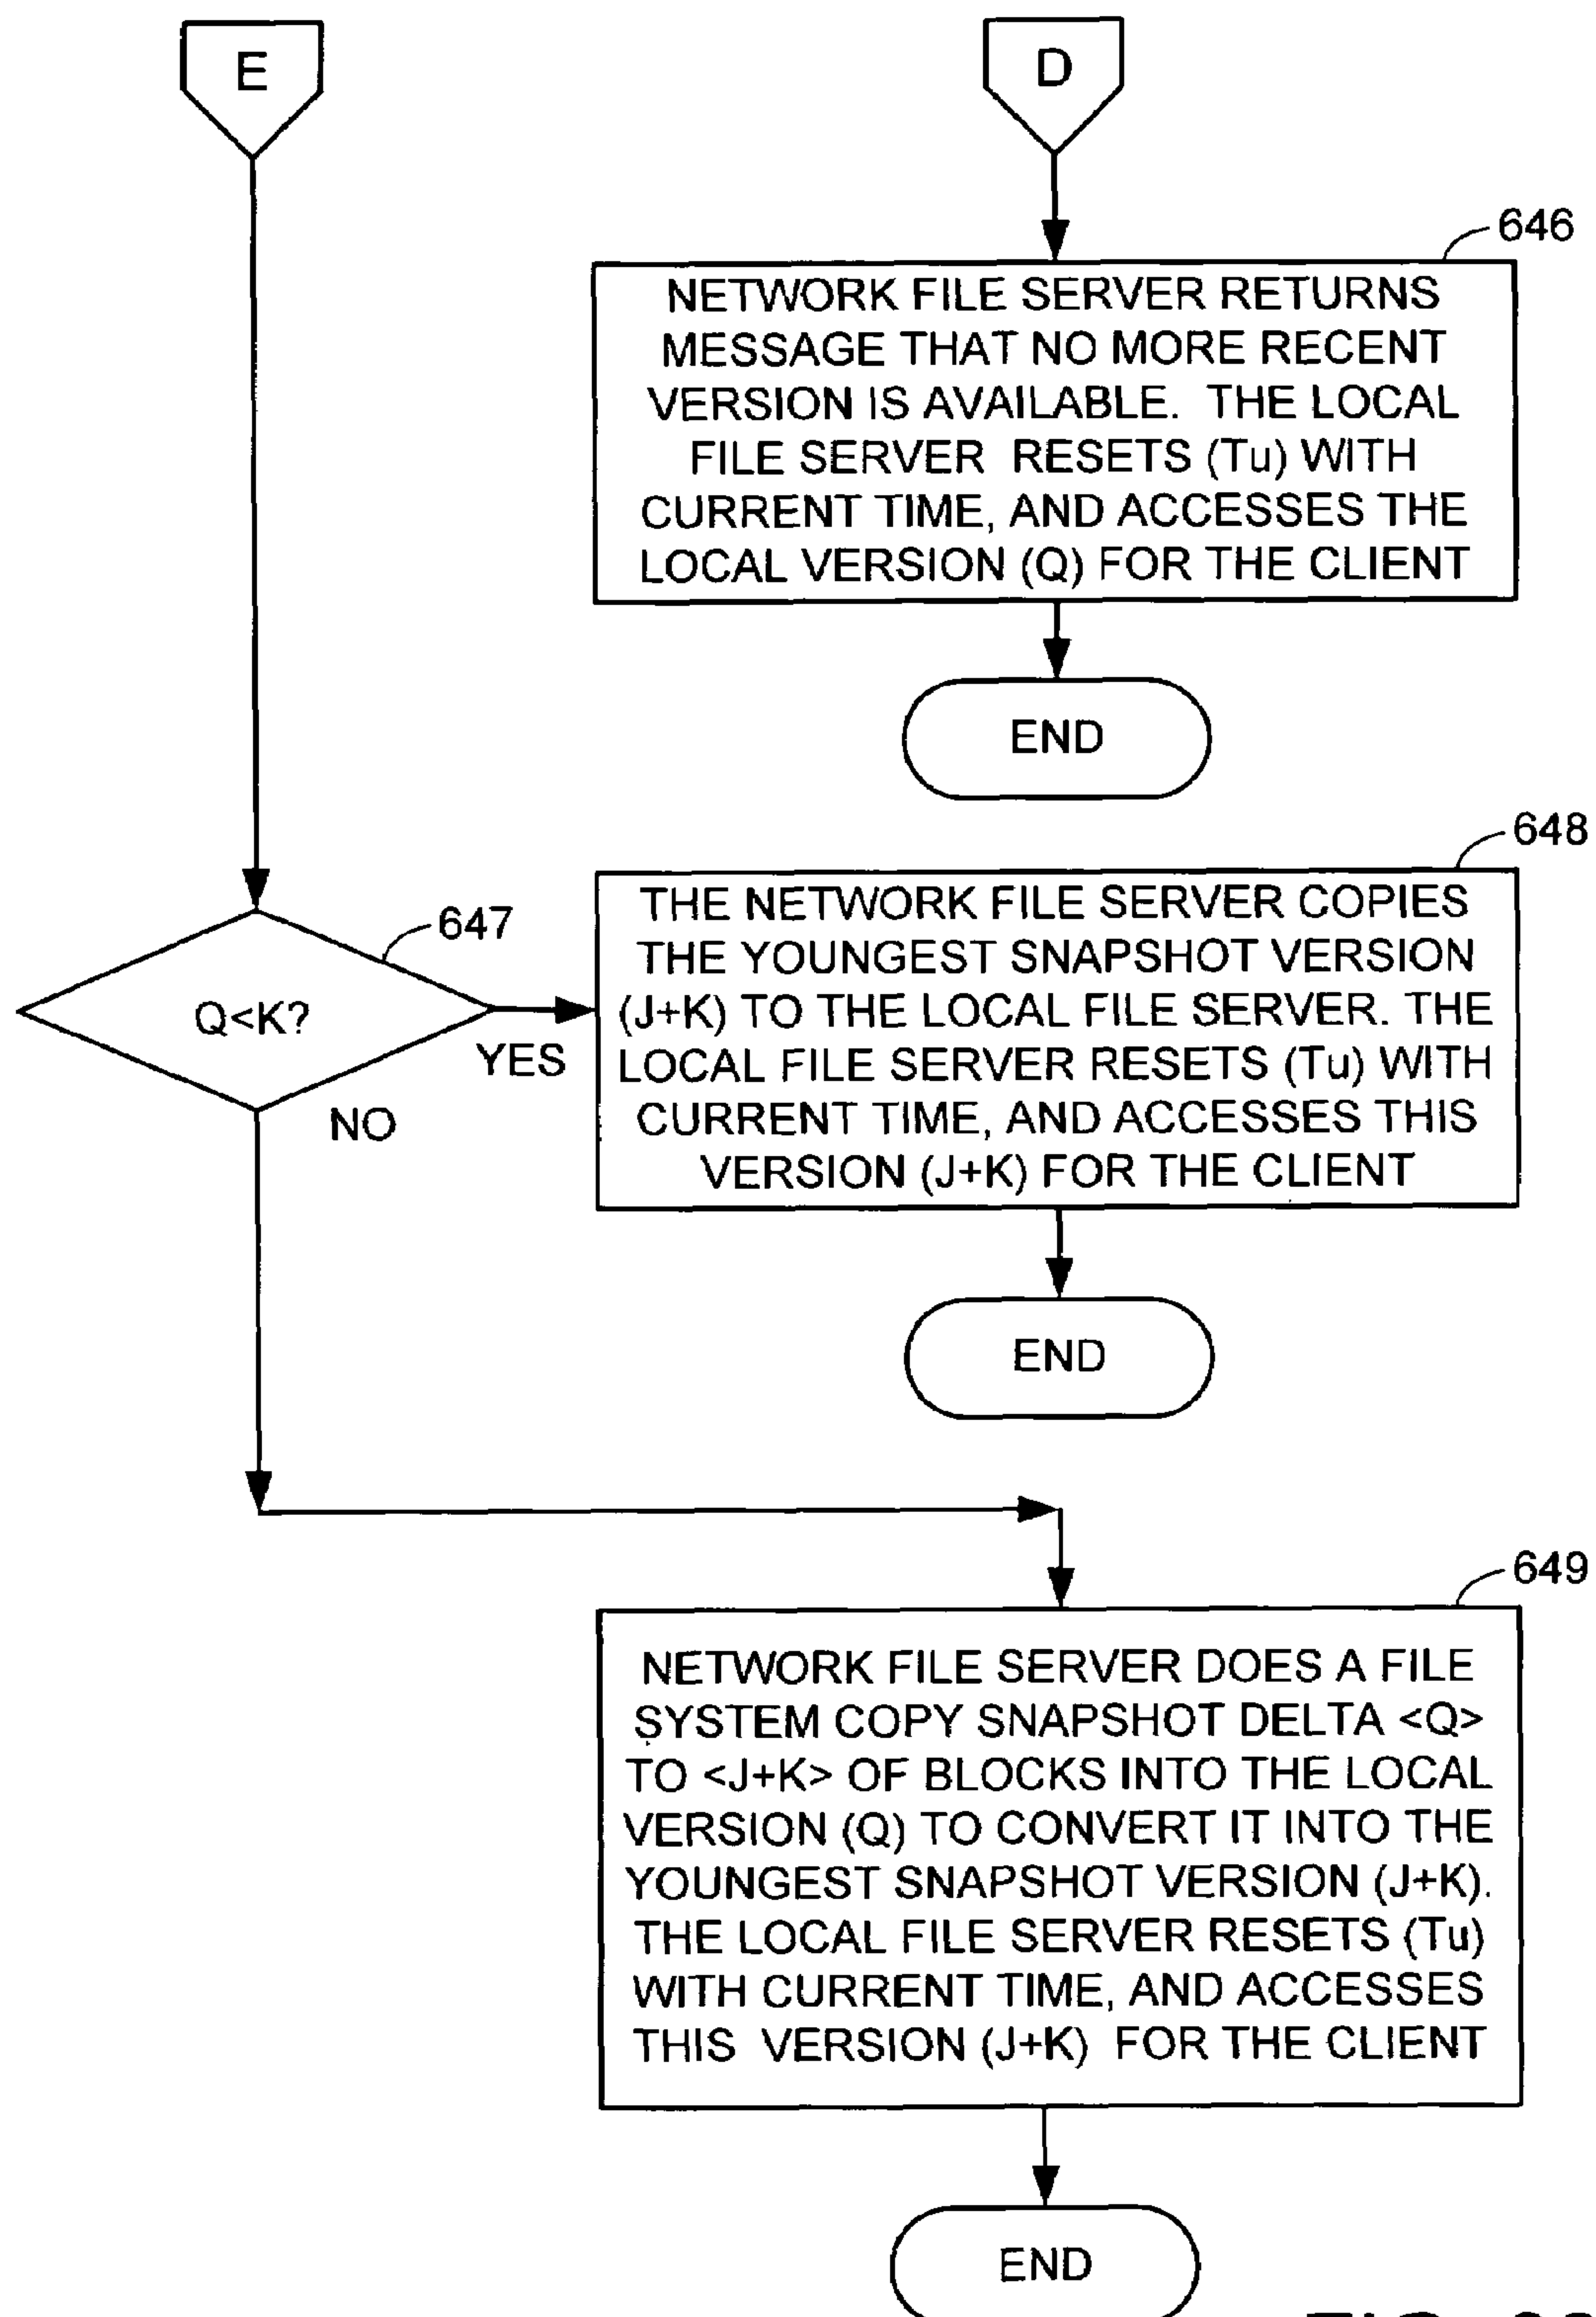 E
D
646
NETWORK FILE SERVER RETURNS
MESSAGE THAT NO MORE RECENT
VERSION IS AVAILABLE. THE LOCAL
FILE SERVER RESETS (Tu) WITH
CURRENT TIME, AND ACCESSES THE
LOCAL VERSION (Q) FOR THE CLIENT
END
648
THE NETWORK FILE SERVER COPIES
THE YOUNGEST SNAPSHOT VERSION
(J+K) TO THE LOCAL FILE SERVER. THE
LOCAL FILE SERVER RESETS (Tu) WITH
CURRENT TIME, AND ACCESSES THIS
VERSION (J+K) FOR THE CLIENT
647
Q<K?
YES
NO
END
649
NETWORK FILE SERVER DOES A FILE
SYSTEM COPY SNAPSHOT DELTA <Q>
TO <J+K> OF BLOCKS INTO THE LOCAL
VERSION (Q) TO CONVERT IT INTO THE
YOUNGEST SNAPSHOT VERSION (J+K).
THE LOCAL FILE SERVER RESETS (Tu)
WITH CURRENT TIME, AND ACCESSES
THIS VERSION (J+K) FOR THE CLIENT
END